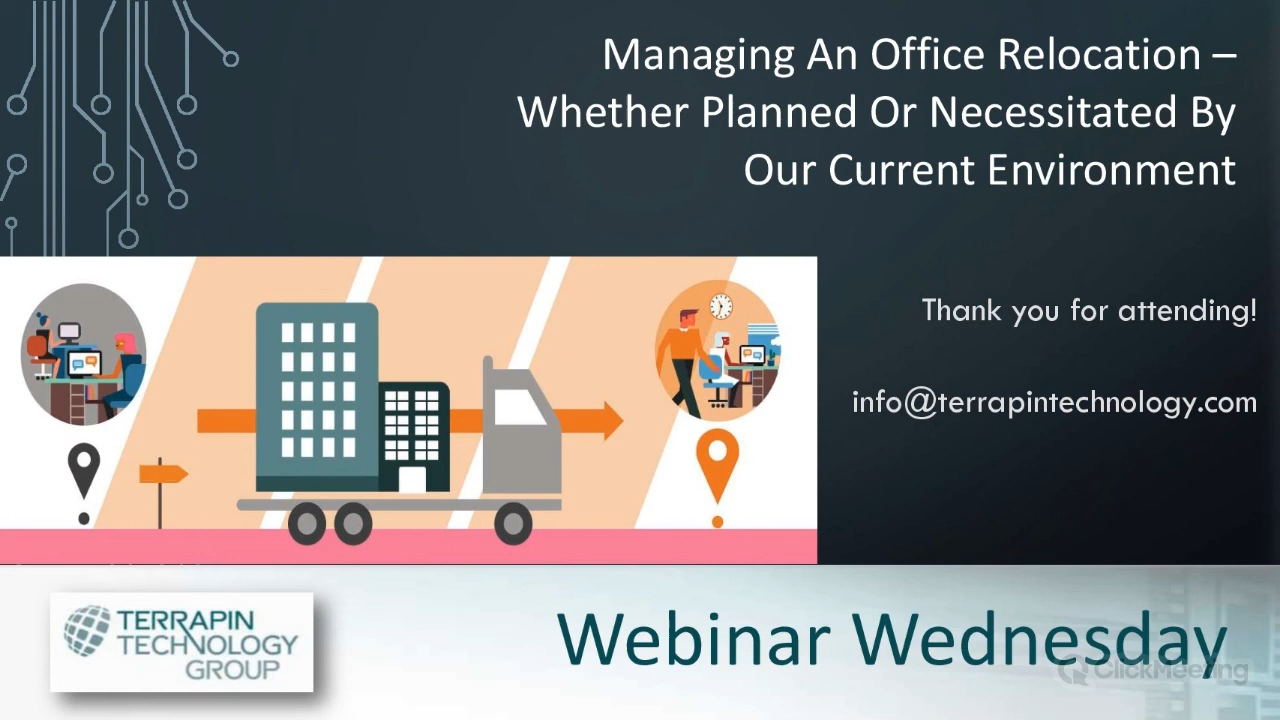 Managing An Office Relocation –
Whether Planned Or Necessitated By
Our Current Environment
Thank you for attending!
info@terrapintechnology.com
TERRAPIN
TECHNOLOGY
GROUP
Webinar Wednesday
ClickMeeting